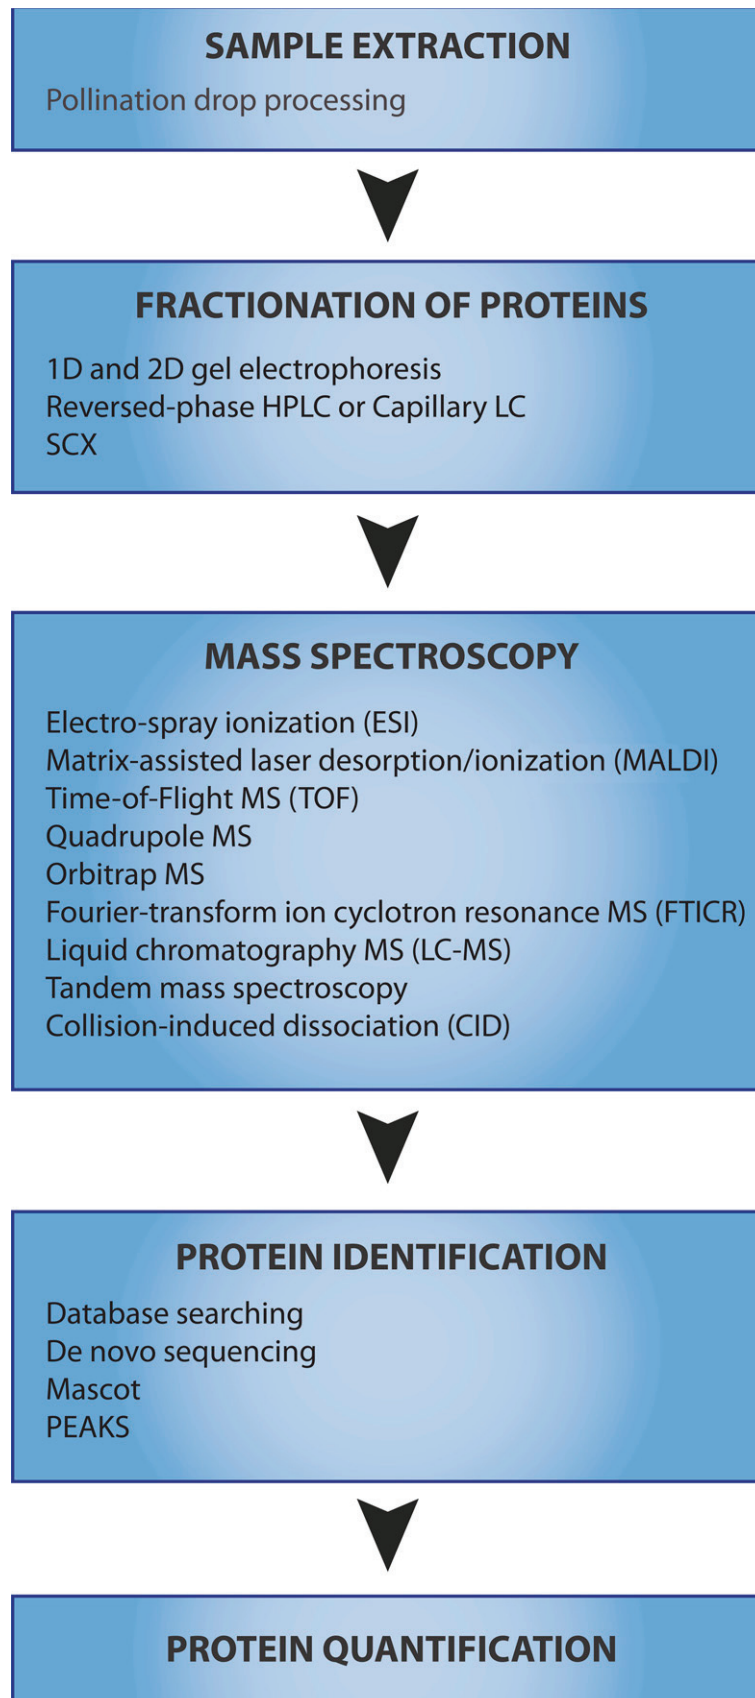 SAMPLE EXTRACTION
Pollination drop processing
FRACTIONATION OF PROTEINS
1D and 2D gel electrophoresis
Reversed-phase HPLC or Capillary LC
SCX
MASS SPECTROSCOPY
Electro-spray ionization (ESI)
Matrix-assisted laser desorption/ionization (MALDI)
Time-of-Flight MS (TOF)
Quadrupole MS
Orbitrap MS
Fourier-transform ion cyclotron resonance MS (FTICR)
Liquid chromatography MS (LC-MS)
Tandem mass spectroscopy
Collision-induced dissociation (CID)
PROTEIN IDENTIFICATION
Database searching
De novo sequencing
Mascot
PEAKS
PROTEIN QUANTIFICATION